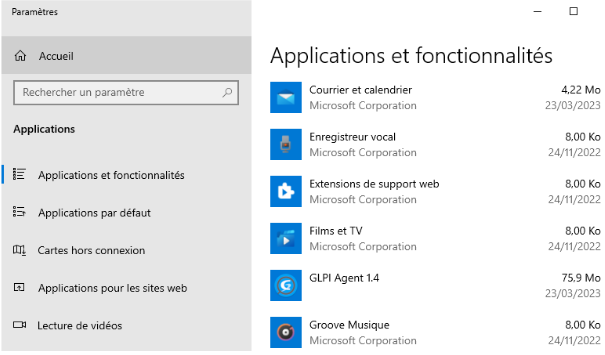 Paramètres
Accueil
Rechercher un paramètre
Applications
Applications et fonctionnalités
Applications par défaut
Cartes hors connexion
Applications pour les sites web
Lecture de vidéos
Applications et fonctionnalités
Courrier et calendrier 4,22 Mo
Microsoft Corporation 23/03/2023
Enregistreur vocal 8,00 Ko
Microsoft Corporation 24/11/2022
Extensions de support web 8,00 Ko
Microsoft Corporation 24/11/2022
Films et TV 8,00 Ko
Microsoft Corporation 24/11/2022
GLPI Agent 1.4 75,9 Mo
23/03/2023
Groove Musique 8,00 Ko
Microsoft Corporation 24/11/2022